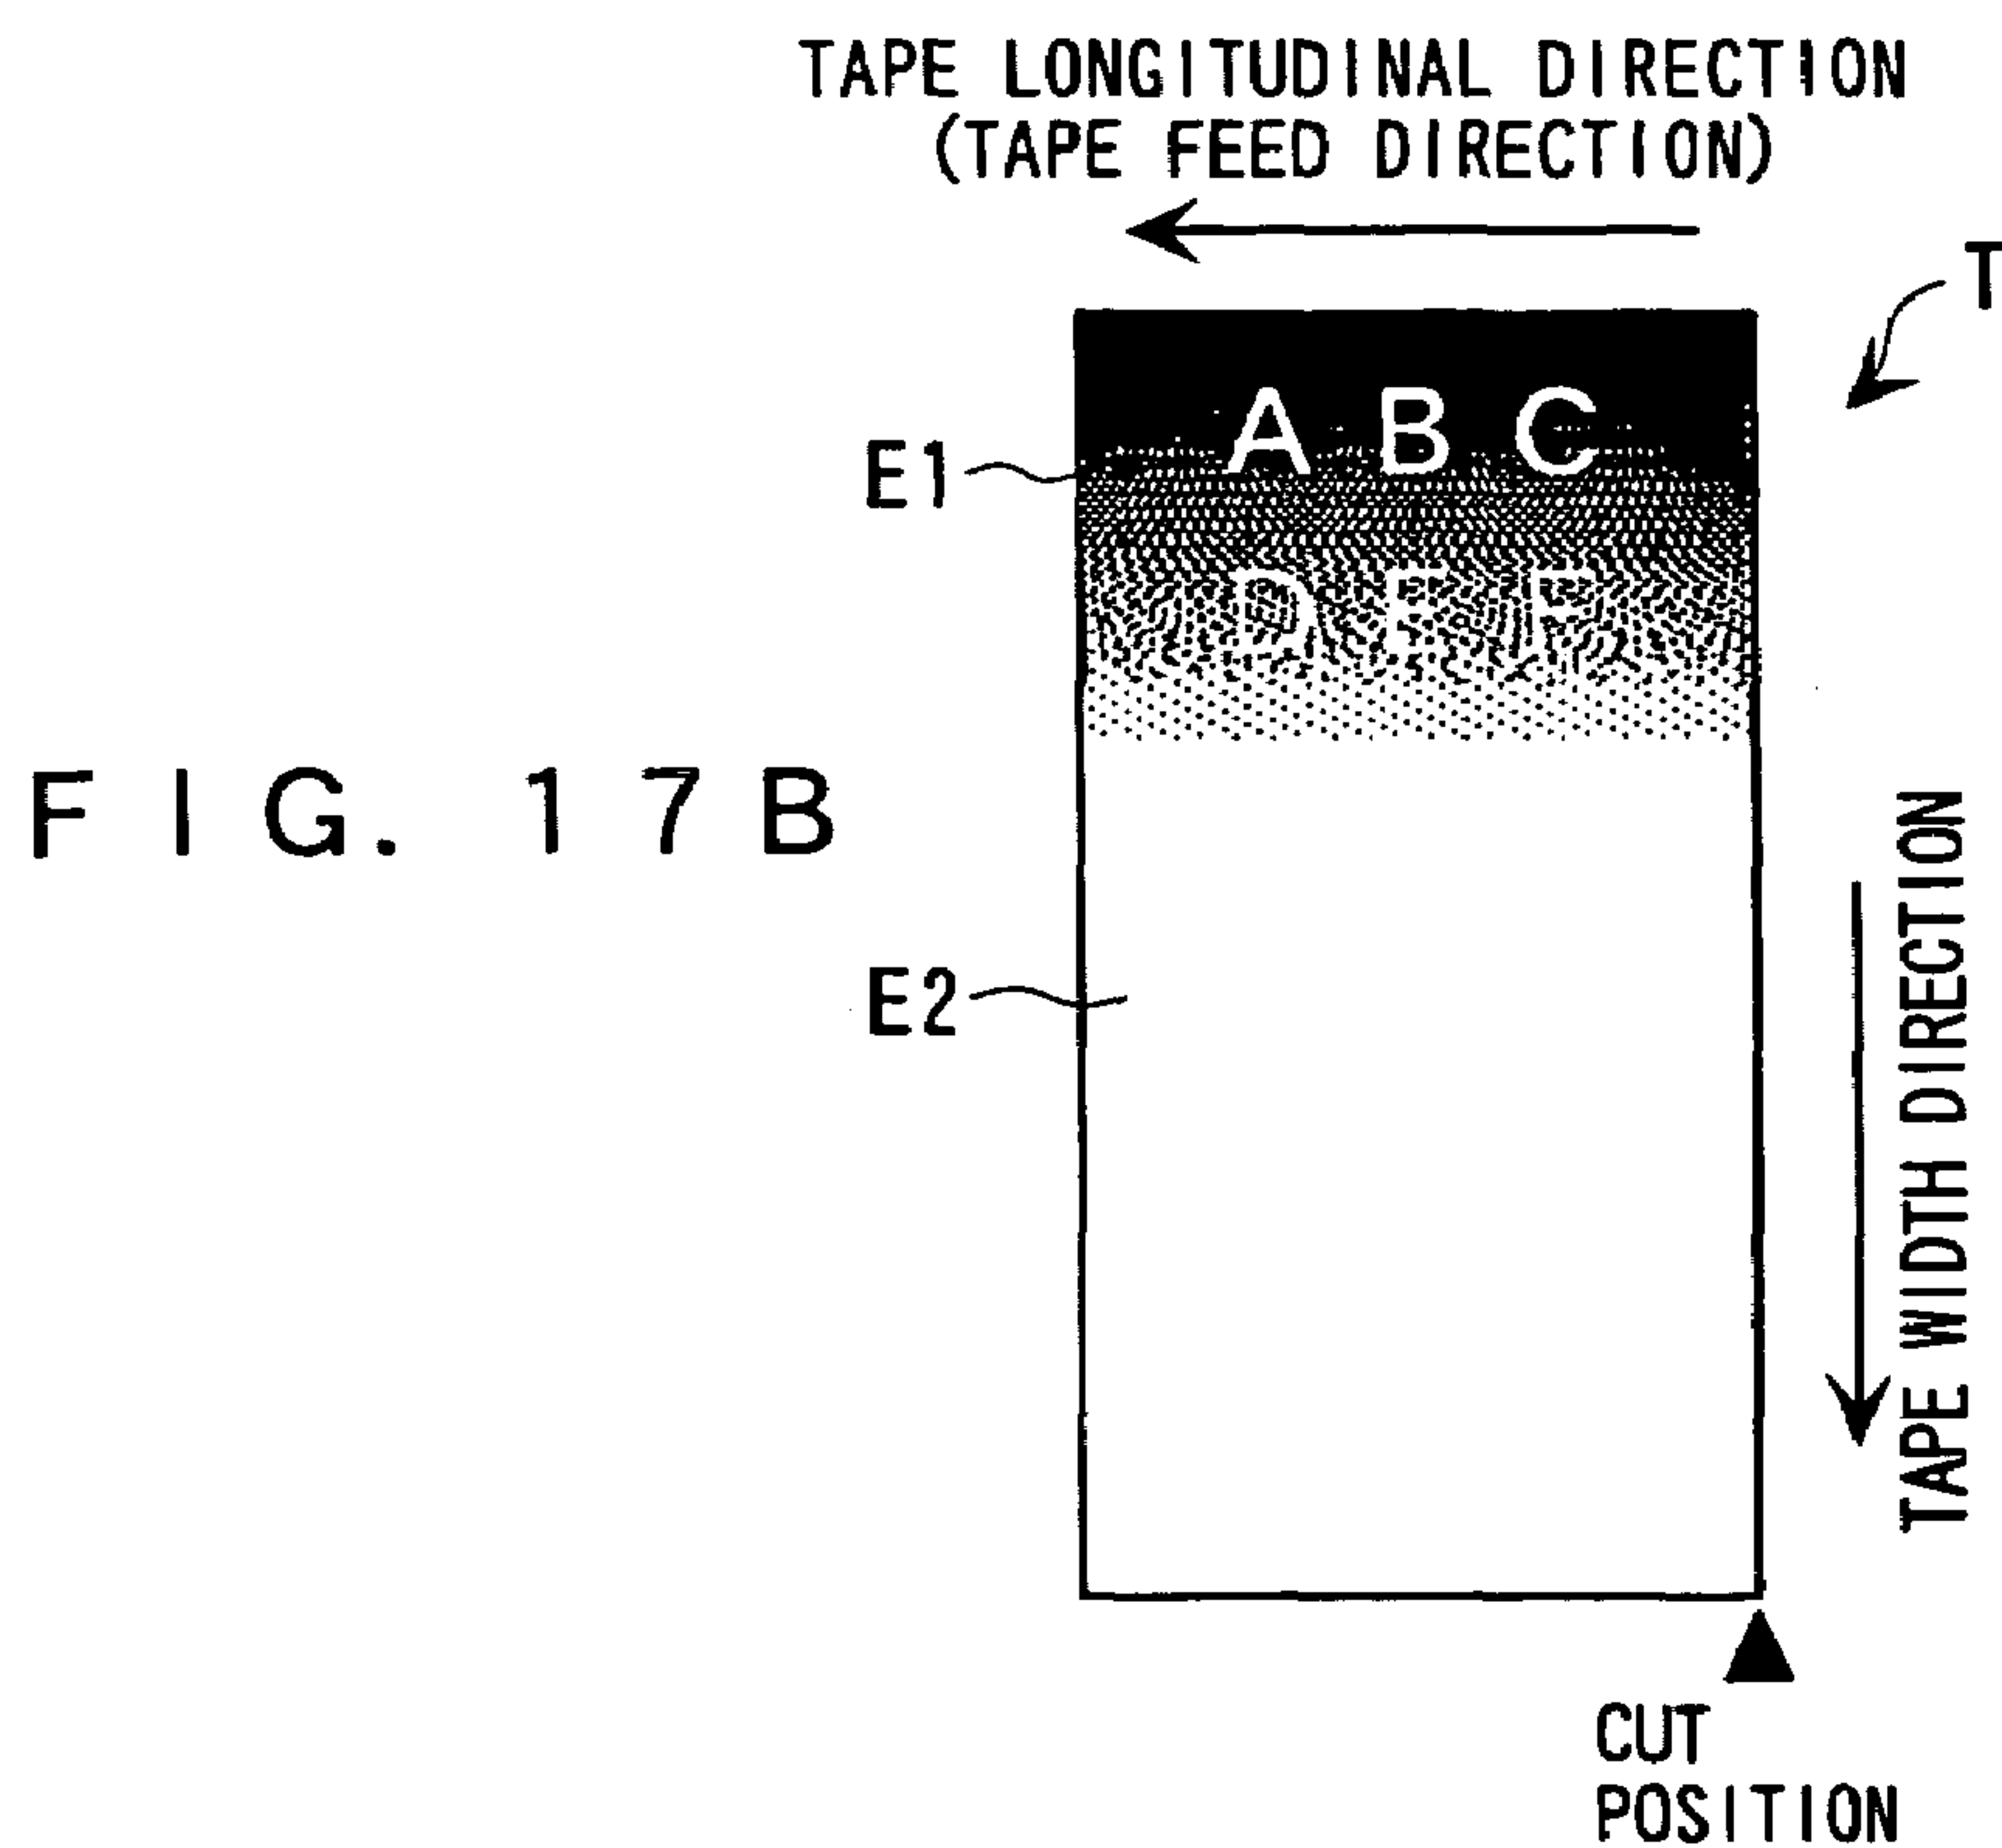 TAPE LONGITUDINAL DIRECTION
(TAPE FEED DIRECTION)
T
A B C
E1
D E F
FIG. 17B
E2
TAPE WIDTH DIRECTION
CUT
POSITION